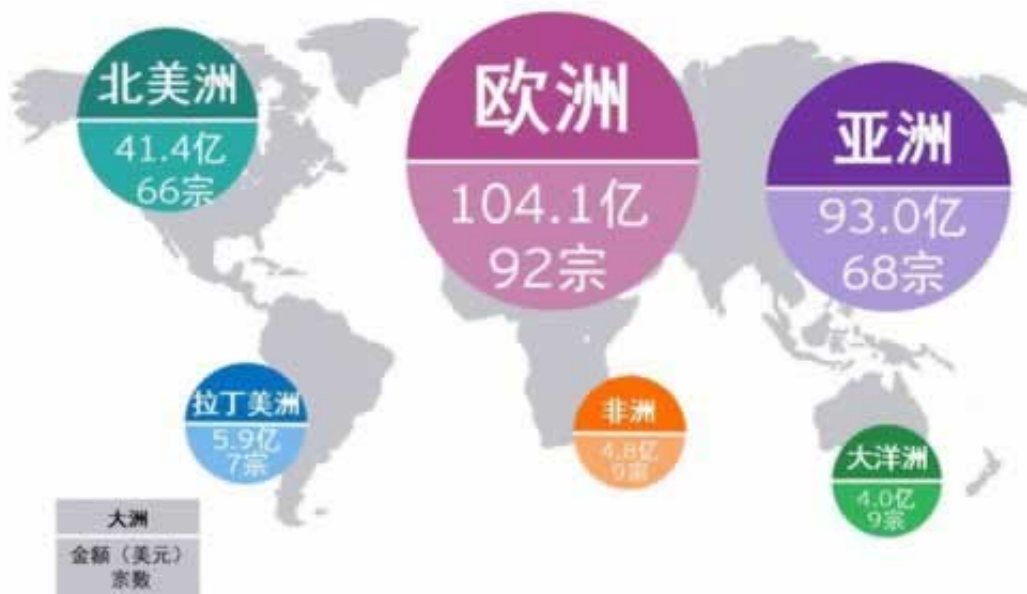 北美洲
41.4亿
66宗
欧洲
104.1亿
92宗
亚洲
93.0亿
68宗
拉丁美洲
5.9亿
7宗
非洲
4.8亿
9宗
大洋洲
4.0亿
9宗
大洲
金额（美元）
宗数